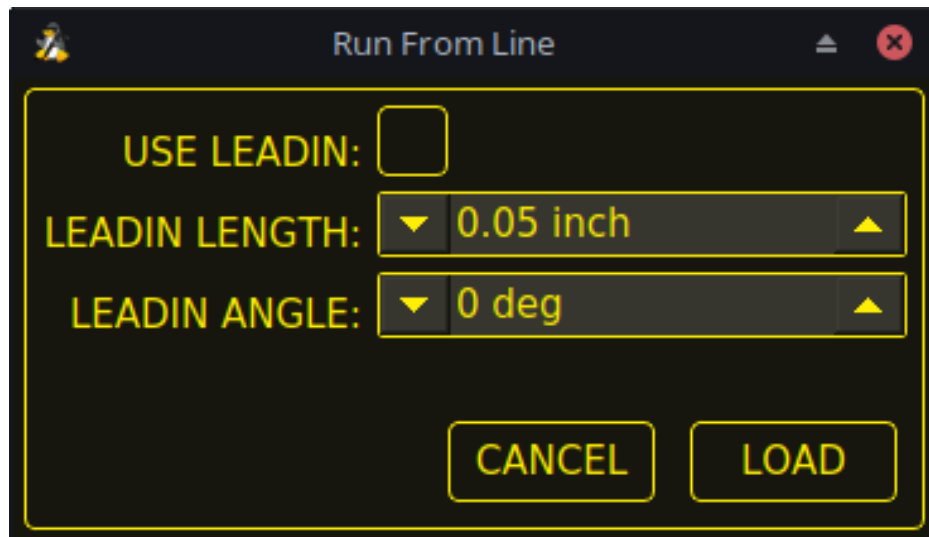 Run From Line
USE LEADIN:
LEADIN LENGTH: 0.05 inch
LEADIN ANGLE: 0 deg
CANCEL LOAD